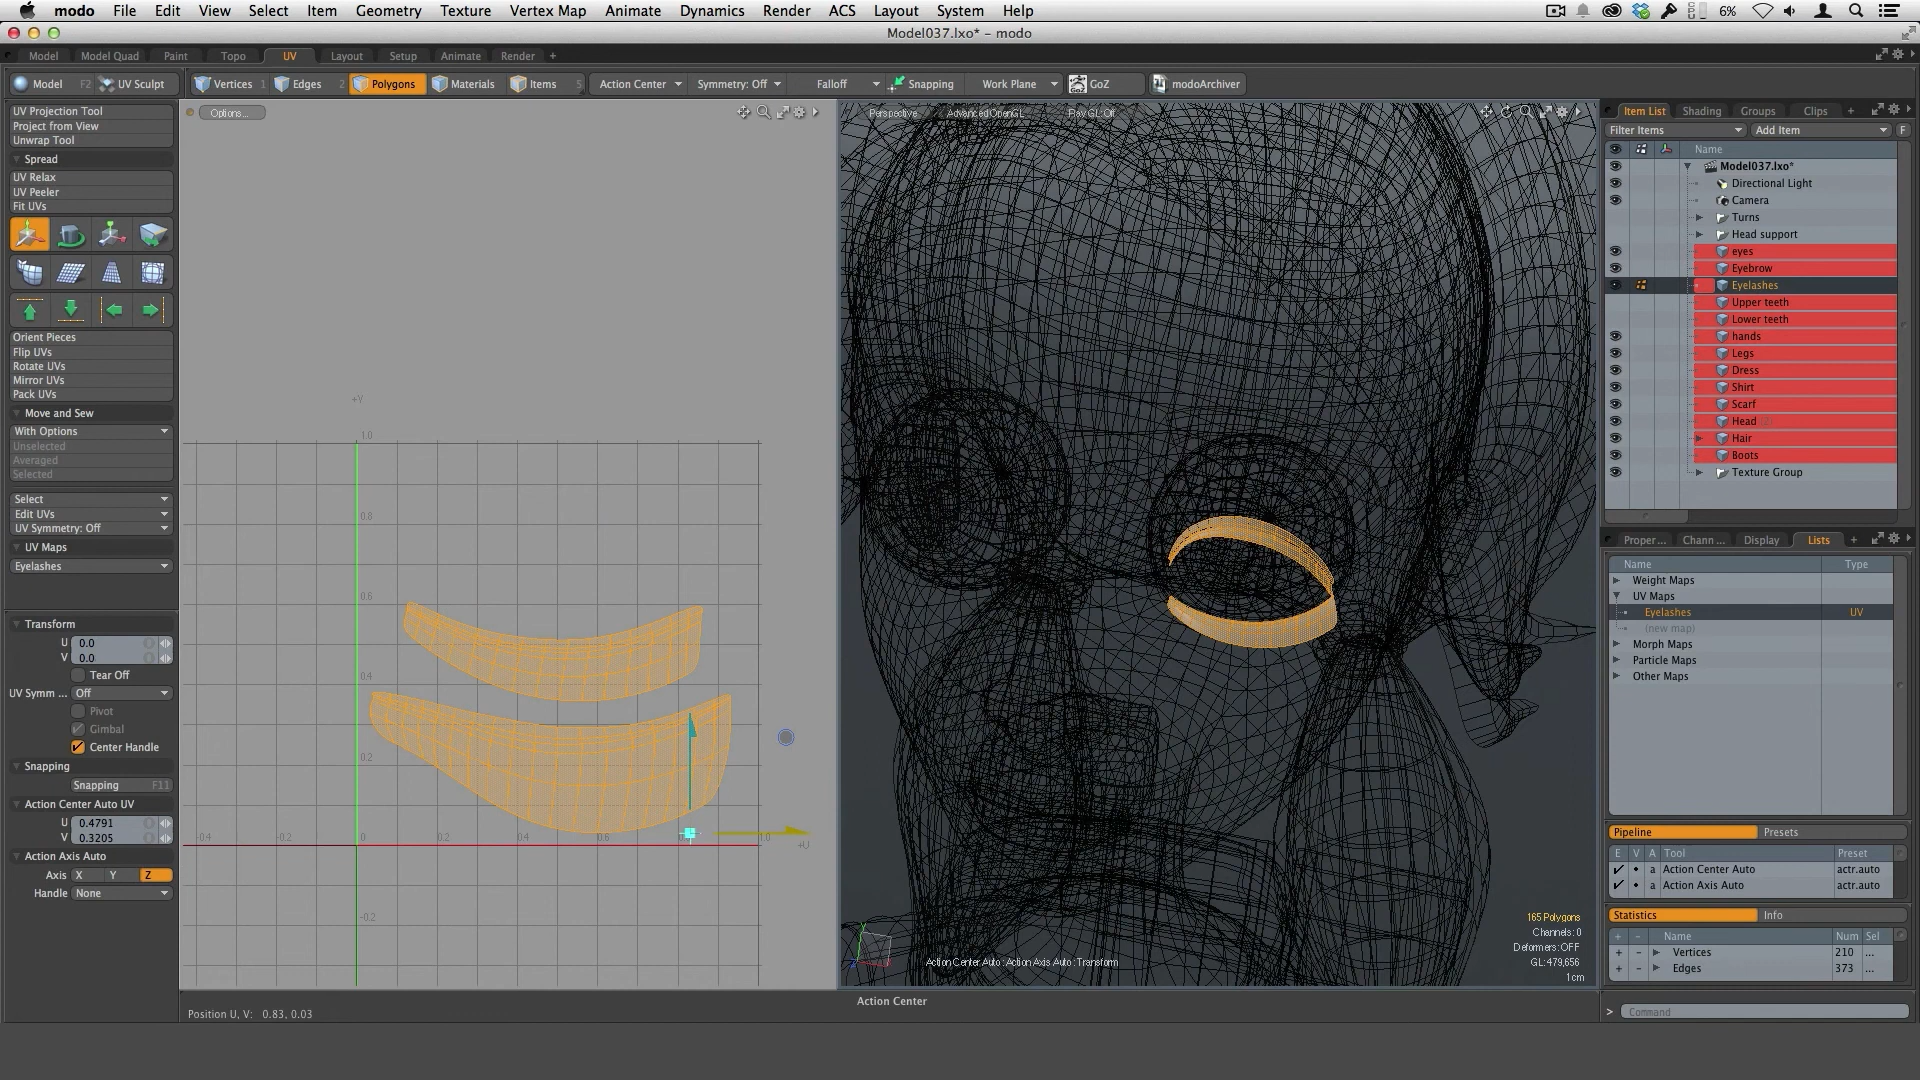 modo File Edit View Select Item Geometry Texture Vertex Map Animate Dynamics Render ACS Layout System Help 6%
Model037.lxo* - modo
Model Model Quad Paint Topo UV Layout Setup Animate Render +
Model F2 UV Sculpt Vertices 1 Edges 2 Polygons Materials Items 5 Action Center Symmetry: Off Falloff Snapping Work Plane GoZ modoArchiver
UV Projection Tool
Project from View
Unwrap Tool
Spread
UV Relax
UV Peeler
Fit UVs
Orient Pieces
Flip UVs
Rotate UVs
Mirror UVs
Pack UVs
Move and Sew
With Options
Unselected
Averaged
Selected
Select
Edit UVs
UV Symmetry: Off
UV Maps
Eyelashes
Transform
U 0.0
V 0.0
Tear Off
UV Symm ... Off
Pivot
Gimbal
Center Handle
Snapping
Snapping F11
Action Center Auto UV
U 0.4791
V 0.3205
Action Axis Auto
Axis X Y Z
Handle None
Options...
+V
1.0
0.8
0.6
0.4
0.2
-0.4 -0.2 0. 0.2 0.4 0.6 1.0
+U
-0.2
Position U, V: 0.83, 0.03
Perspective Advanced OpenGL Ray GL: Off
165 Polygons
Channels: 0
Deformers: OFF
GL: 479,656
1 cm
Action Center Auto : Action Axis Auto : Transform
Action Center
Item List Shading Groups Clips +
Filter Items Add Item F
Name
Model037.lxo*
Directional Light
Camera
Turns
Head support
eyes
Eyebrow
Eyelashes
Upper teeth
Lower teeth
hands
Legs
Dress
Shirt
Scarf
Head (2)
Hair
Boots
Texture Group
Proper ... Chann ... Display Lists +
Name Type
Weight Maps
UV Maps
Eyelashes UV
(new map)
Morph Maps
Particle Maps
Other Maps
Pipeline Presets
E V A Tool Preset
a Action Center Auto actr.auto
a Action Axis Auto actr.auto
Statistics Info
+ - Name Num Sel
+ - Vertices 210 ...
+ - Edges 373 ...
> Command